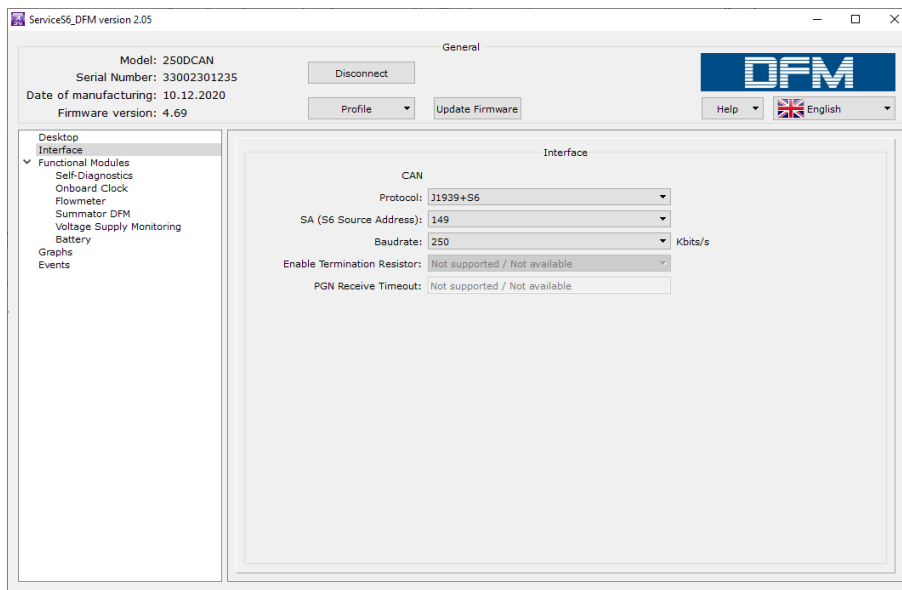 ServiceS6_DFM version 2.05
General
Model: 250DCAN
Serial Number: 33002301235
Date of manufacturing: 10.12.2020
Firmware version: 4.69
Disconnect
Profile
Update Firmware
DFM
Help
English
Desktop
Interface
Functional Modules
Self-Diagnostics
Onboard Clock
Flowmeter
Summator DFM
Voltage Supply Monitoring
Battery
Graphs
Events
Interface
CAN
Protocol: J1939+S6
SA (S6 Source Address): 149
Baudrate: 250 Kbits/s
Enable Termination Resistor: Not supported / Not available
PGN Receive Timeout: Not supported / Not available